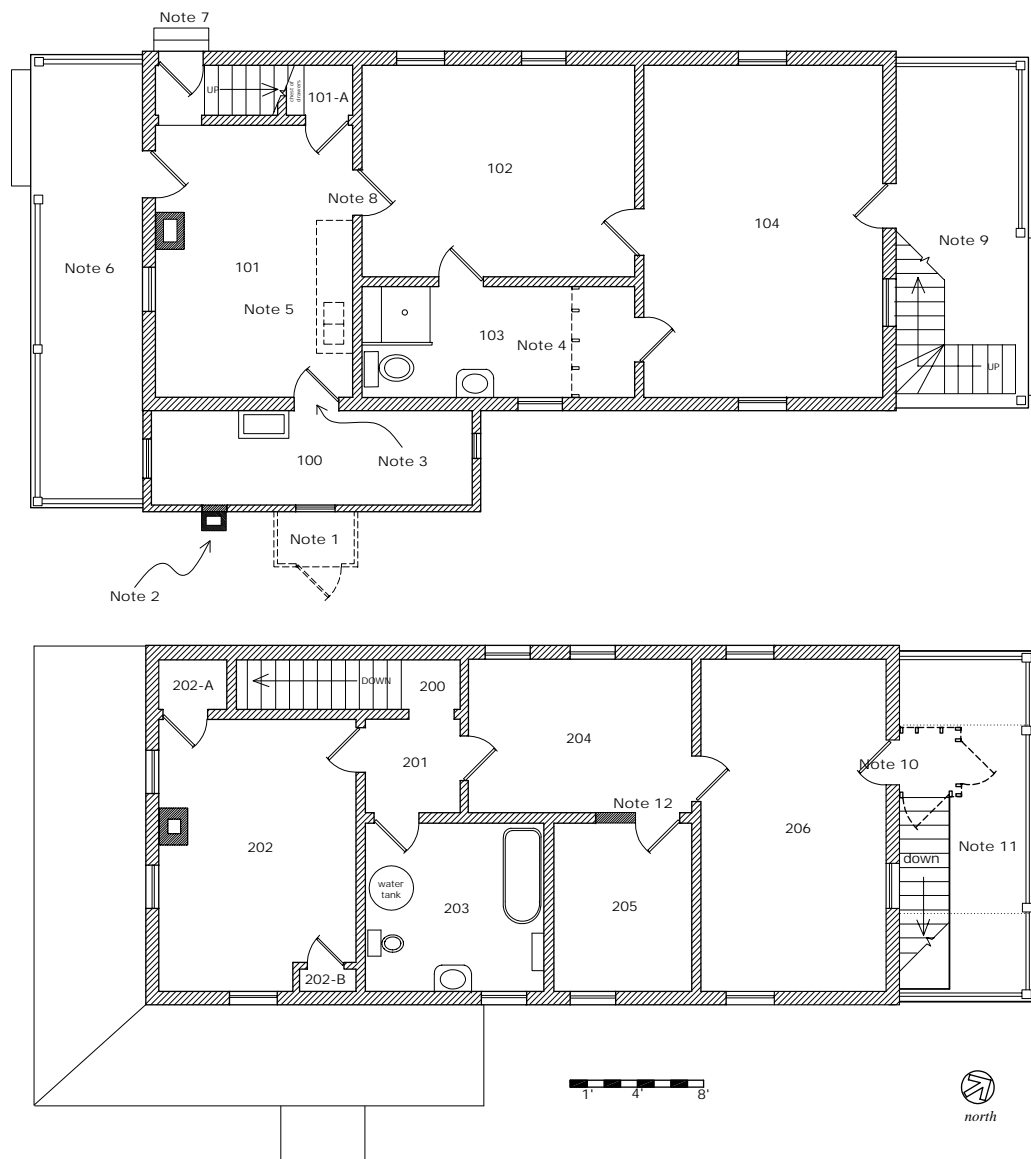 Note 7
UP
chest of
drawers
101-A
102
Note 8
104
Note 9
Note 6
101
Note 5
103
Note 4
UP
100
Note 3
Note 1
Note 2
202-A
DOWN
200
204
201
Note 10
Note 12
206
202
down
Note 11
water
tank
203
205
202-B
1' 4' 8'
north